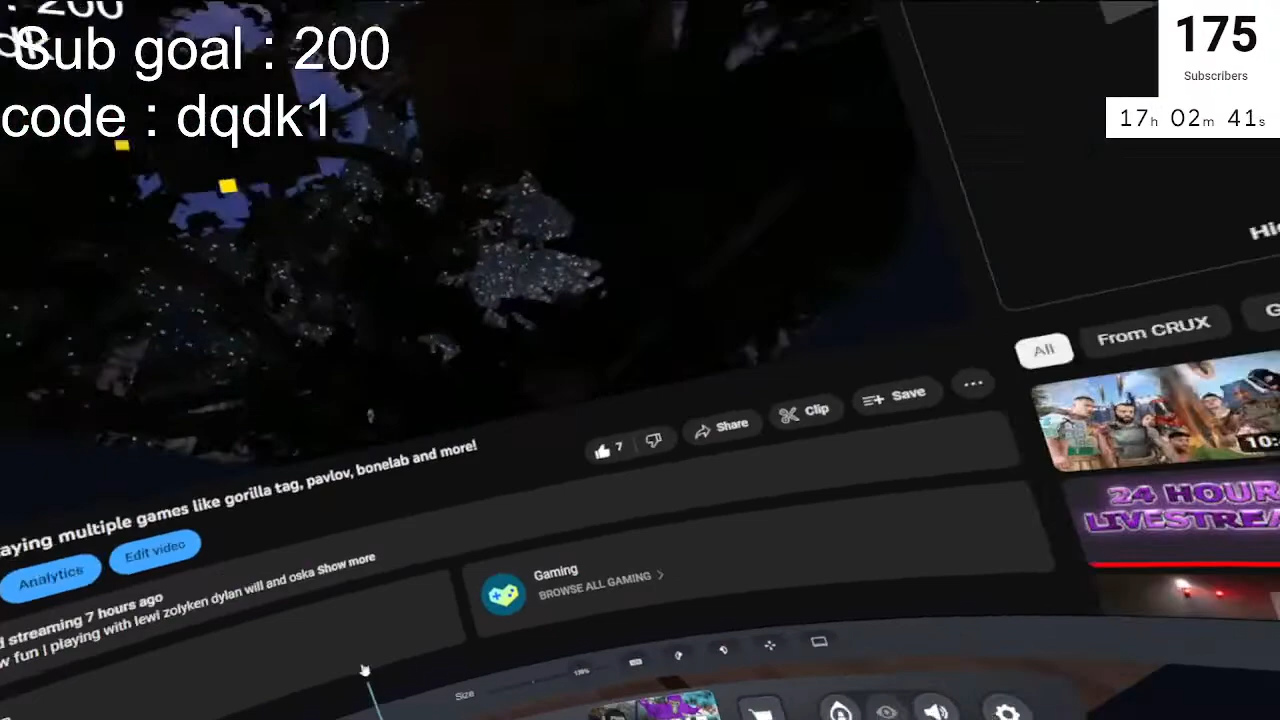 : 200
Sub goal : 200
code : dqdk1
175
Subscribers
17h 02m 41s
All
From CRUX
7
Share
Clip
Save
aying multiple games like gorilla tag, pavlov, bonelab and more!
Analytics
Edit video
d streaming 7 hours ago
w fun | playing with lewi zolyken dylan will and oska Show more
Gaming
BROWSE ALL GAMING
24 HOUR
LIVESTREA
Size